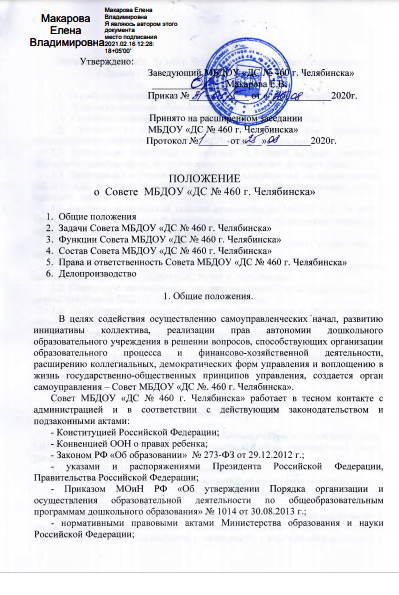 Макарова
Елена
Владимировна
Макарова Елена
Владимировна
Я являюсь автором этого
документа
место подписания
2021.02.16 12:28:
18+05'00'
Утверждено:
Заведующий МБДОУ «ДС № 460 г. Челябинска»
Макарова Е.В.
Приказ № от 08 2020г.
Принято на расширенном заседании
МБДОУ «ДС № 460 г. Челябинска»
Протокол № 1 от « » 08 2020г.
ПОЛОЖЕНИЕ
о Совете МБДОУ «ДС № 460 г. Челябинска»
1. Общие положения
2. Задачи Совета МБДОУ «ДС № 460 г. Челябинска»
3. Функции Совета МБДОУ «ДС № 460 г. Челябинска»
4. Состав Совета МБДОУ «ДС № 460 г. Челябинска»
5. Права и ответственность Совета МБДОУ «ДС № 460 г. Челябинска»
6. Делопроизводство
1. Общие положения.
В целях содействия осуществлению самоуправленческих начал, развитию
инициативы коллектива, реализации прав автономии дошкольного
образовательного учреждения в решении вопросов, способствующих организации
образовательного процесса и финансово-хозяйственной деятельности,
расширению коллегиальных, демократических форм управления и воплощению в
жизнь государственно-общественных принципов управления, создается орган
самоуправления – Совет МБДОУ «ДС №. 460 г. Челябинска».
Совет МБДОУ «ДС № 460 г. Челябинска» работает в тесном контакте с
администрацией и в соответствии с действующим законодательством и
подзаконными актами:
- Конституцией Российской Федерации;
- Конвенцией ООН о правах ребенка;
- Законом РФ «Об образовании» № 273-ФЗ от 29.12.2012 г.;
- указами и распоряжениями Президента Российской Федерации,
Правительства Российской Федерации;
- Приказом МОиН РФ «Об утверждении Порядка организации и
осуществления образовательной деятельности по общеобразовательным
программам дошкольного образования» № 1014 от 30.08.2013 г.;
- нормативными правовыми актами Министерства образования и науки
Российской Федерации;